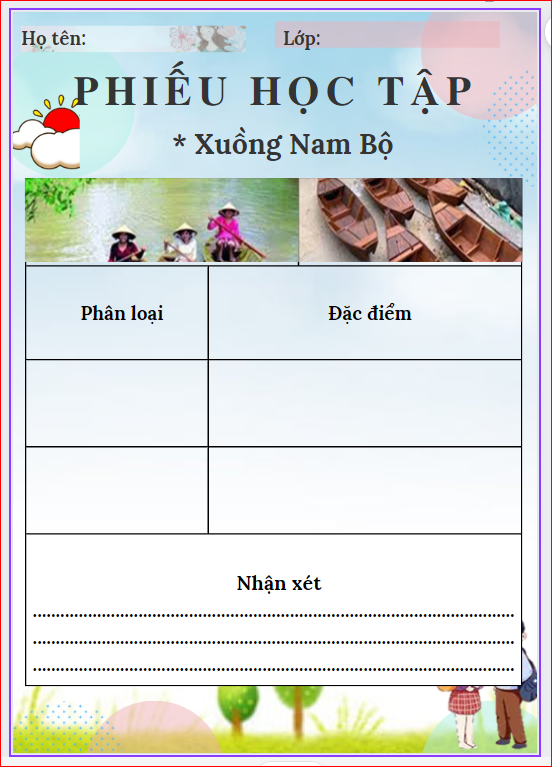 Họ tên:
Lớp:
PHIẾU HỌC TẬP
* Xuồng Nam Bộ
Phân loại
Đặc điểm
Nhận xét